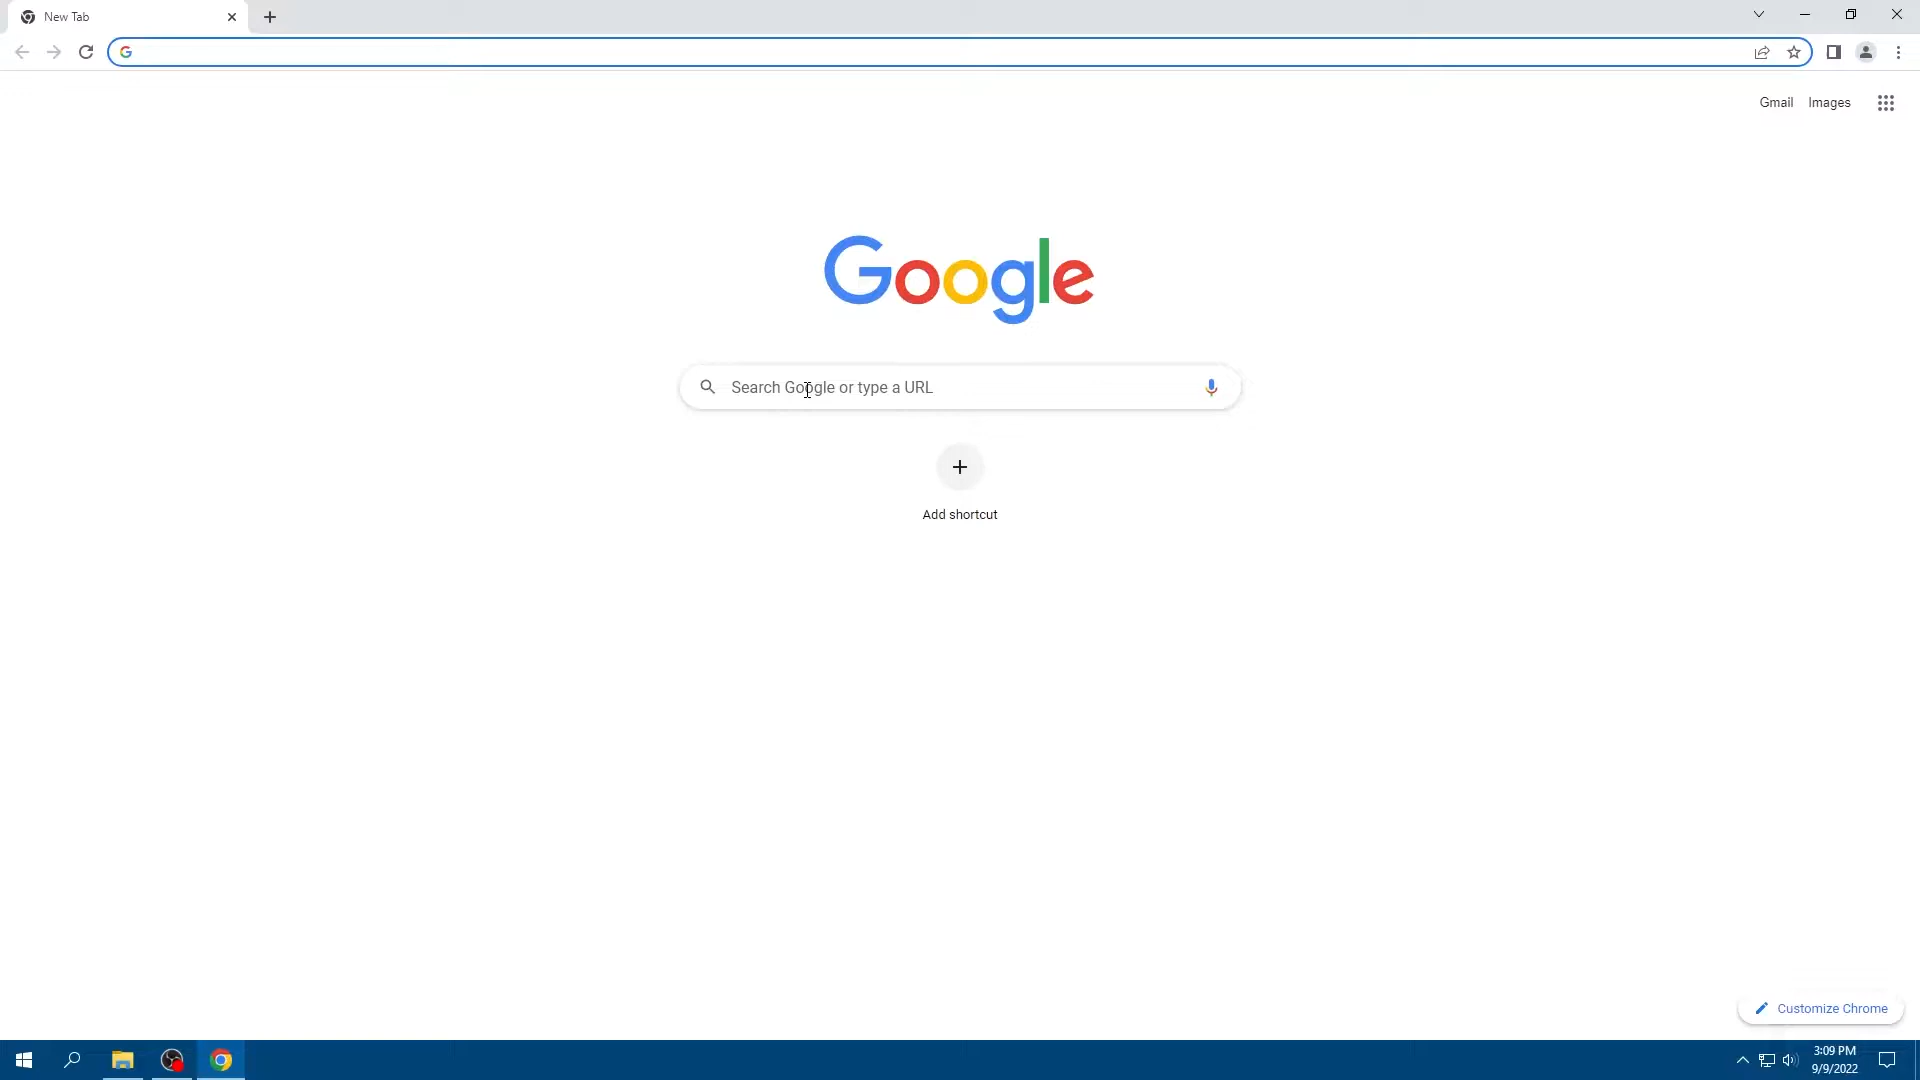 New Tab
Gmail Images
Google
Search Google or type a URL
Add shortcut
Customize Chrome
3:09 PM
9/9/2022